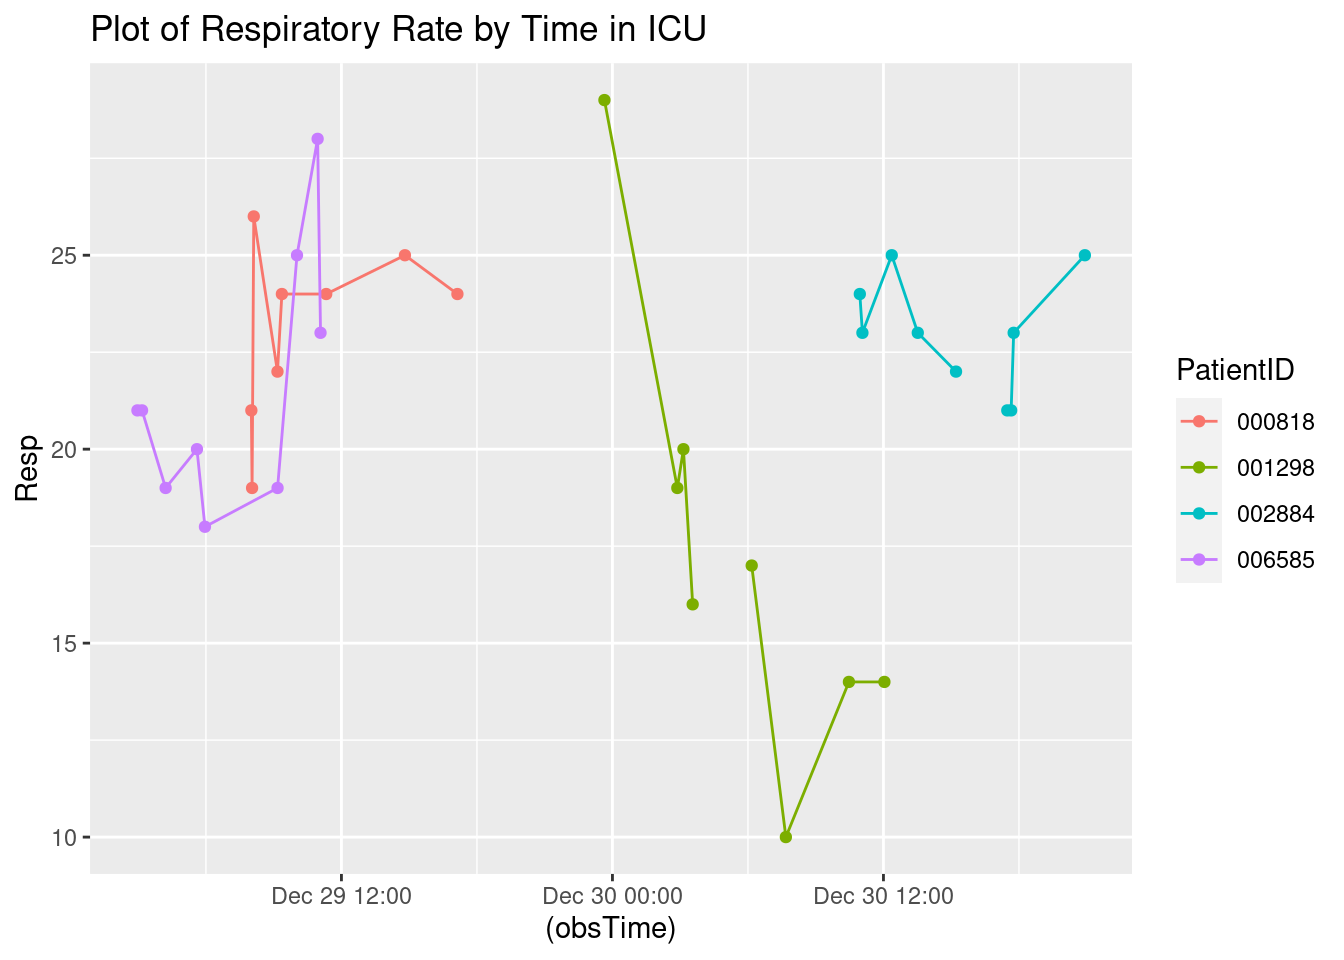 Plot of Respiratory Rate by Time in ICU
Resp
25
20
15
10
Dec 29 12:00
Dec 30 00:00
Dec 30 12:00
(obsTime)
PatientID
000818
001298
002884
006585